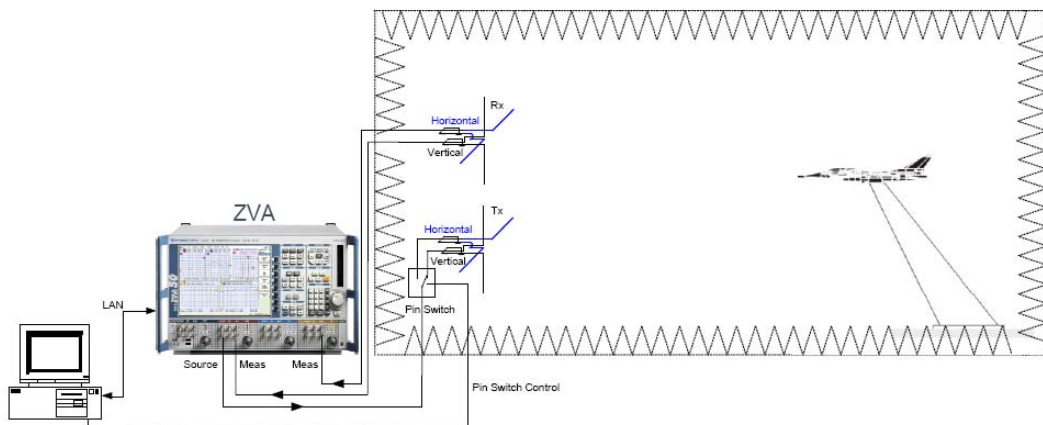 Rx
Horizontal
Vertical
Tx
Horizontal
Vertical
Pin Switch
ZVA
LAN
Source
Meas
Meas
Pin Switch Control